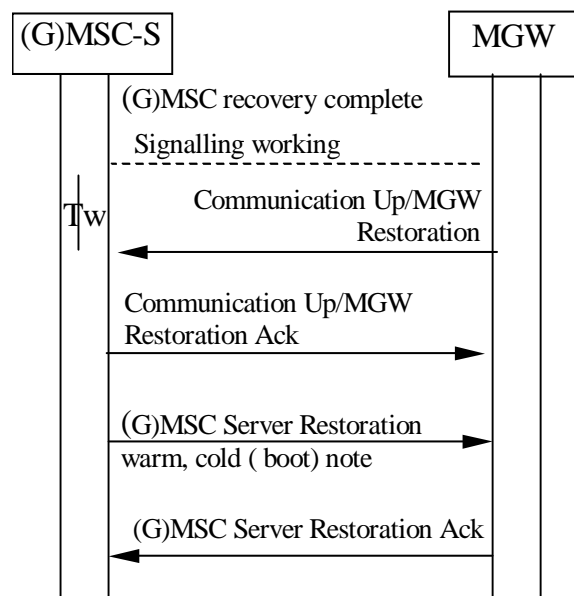 (G)MSC-S
MGW
(G)MSC recovery complete
Signalling working
Tw
Communication Up/MGW
Restoration
Communication Up/MGW
Restoration Ack
(G)MSC Server Restoration
warm, cold ( boot) note
(G)MSC Server Restoration Ack